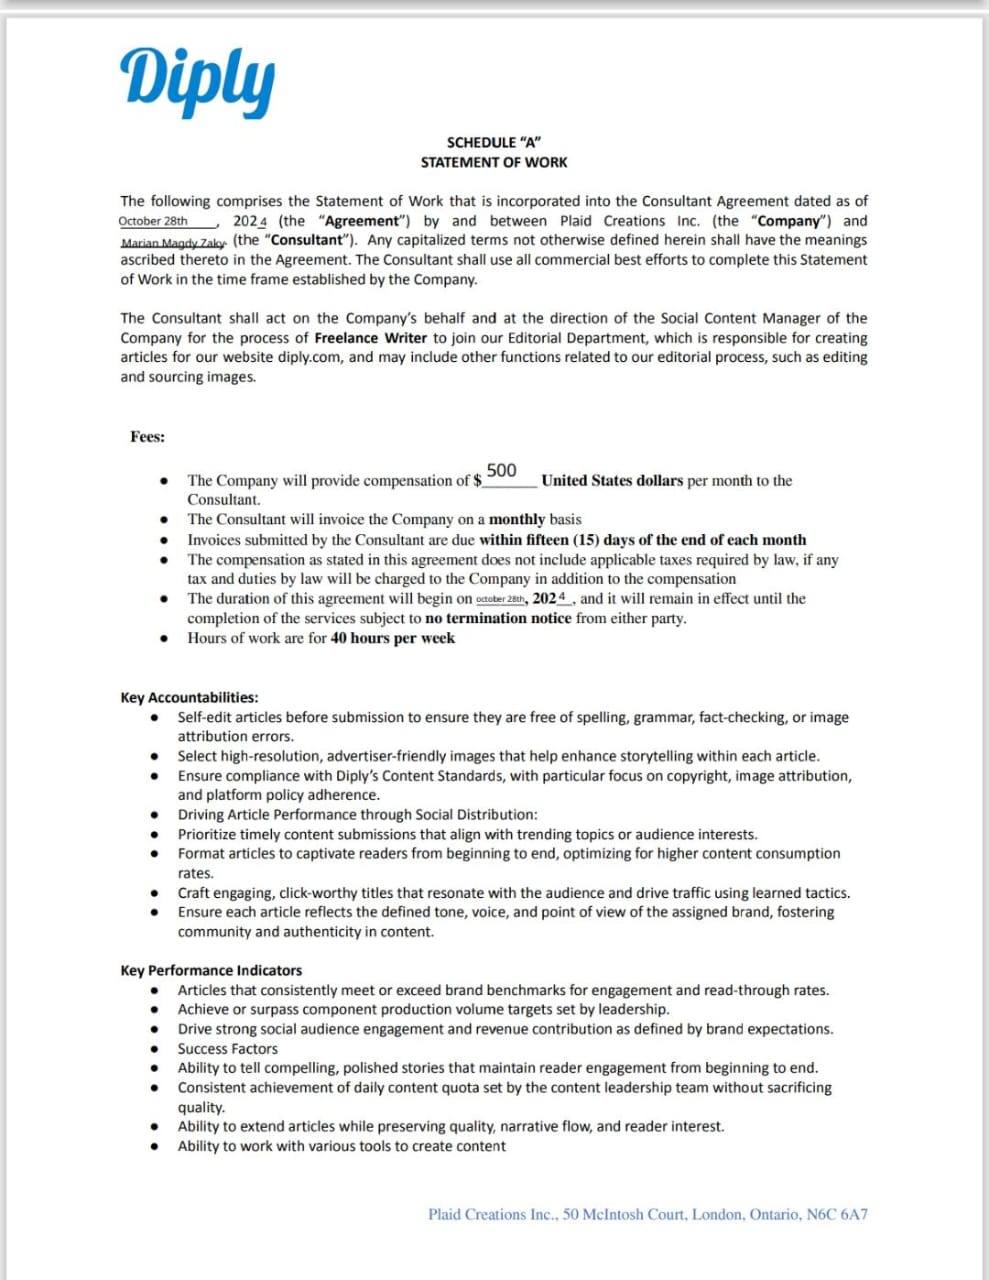 Diply
SCHEDULE “A”
STATEMENT OF WORK
The following comprises the Statement of Work that is incorporated into the Consultant Agreement dated as of
October 28th, 2024 (the “Agreement”) by and between Plaid Creations Inc. (the “Company”) and
Marian Magdy Zaky (the “Consultant”). Any capitalized terms not otherwise defined herein shall have the meanings
ascribed thereto in the Agreement. The Consultant shall use all commercial best efforts to complete this Statement
of Work in the time frame established by the Company.
The Consultant shall act on the Company’s behalf and at the direction of the Social Content Manager of the
Company for the process of Freelance Writer to join our Editorial Department, which is responsible for creating
articles for our website diply.com, and may include other functions related to our editorial process, such as editing
and sourcing images.
Fees:
● The Company will provide compensation of $ 500 United States dollars per month to the
Consultant.
● The Consultant will invoice the Company on a monthly basis
● Invoices submitted by the Consultant are due within fifteen (15) days of the end of each month
● The compensation as stated in this agreement does not include applicable taxes required by law, if any
tax and duties by law will be charged to the Company in addition to the compensation
● The duration of this agreement will begin on october 28th, 2024, and it will remain in effect until the
completion of the services subject to no termination notice from either party.
● Hours of work are for 40 hours per week
Key Accountabilities:
● Self-edit articles before submission to ensure they are free of spelling, grammar, fact-checking, or image
attribution errors.
● Select high-resolution, advertiser-friendly images that help enhance storytelling within each article.
● Ensure compliance with Diply’s Content Standards, with particular focus on copyright, image attribution,
and platform policy adherence.
● Driving Article Performance through Social Distribution:
● Prioritize timely content submissions that align with trending topics or audience interests.
● Format articles to captivate readers from beginning to end, optimizing for higher content consumption
rates.
● Craft engaging, click-worthy titles that resonate with the audience and drive traffic using learned tactics.
● Ensure each article reflects the defined tone, voice, and point of view of the assigned brand, fostering
community and authenticity in content.
Key Performance Indicators
● Articles that consistently meet or exceed brand benchmarks for engagement and read-through rates.
● Achieve or surpass component production volume targets set by leadership.
● Drive strong social audience engagement and revenue contribution as defined by brand expectations.
● Success Factors
● Ability to tell compelling, polished stories that maintain reader engagement from beginning to end.
● Consistent achievement of daily content quota set by the content leadership team without sacrificing
quality.
● Ability to extend articles while preserving quality, narrative flow, and reader interest.
● Ability to work with various tools to create content
Plaid Creations Inc., 50 McIntosh Court, London, Ontario, N6C 6A7